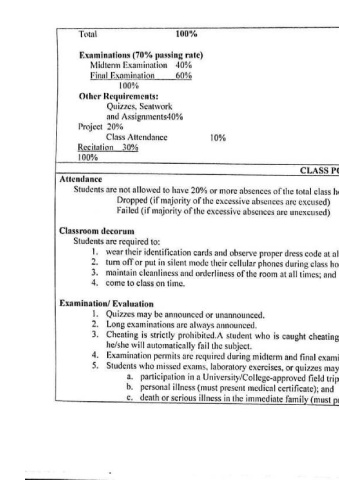 Total 100%
Examinations (70% passing rate)
Midterm Examination 40%
Final Examination 60%
100%
Other Requirements:
Quizzes, Seatwork
and Assignments40%
Project 20%
Class Attendance 10%
Recitation 30%
100%
CLASS PO
Attendance
Students are not allowed to have 20% or more absences of the total class h
Dropped (if majority of the excessive absences are excused)
Failed (if majority of the excessive absences are unexcused)
Classroom decorum
Students are required to:
1. wear their identification cards and observe proper dress code at al
2. turn off or put in silent mode their cellular phones during class ho
3. maintain cleanliness and orderliness of the room at all times; and
4. come to class on time.
Examination/ Evaluation
1. Quizzes may be announced or unannounced.
2. Long examinations are always announced.
3. Cheating is strictly prohibited.A student who is caught cheating
he/she will automatically fail the subject.
4. Examination permits are required during midterm and final exami
5. Students who missed exams, laboratory exercises, or quizzes may
a. participation in a University/College-approved field trip
b. personal illness (must present medical certificate); and
c. death or serious illness in the immediate family (must p